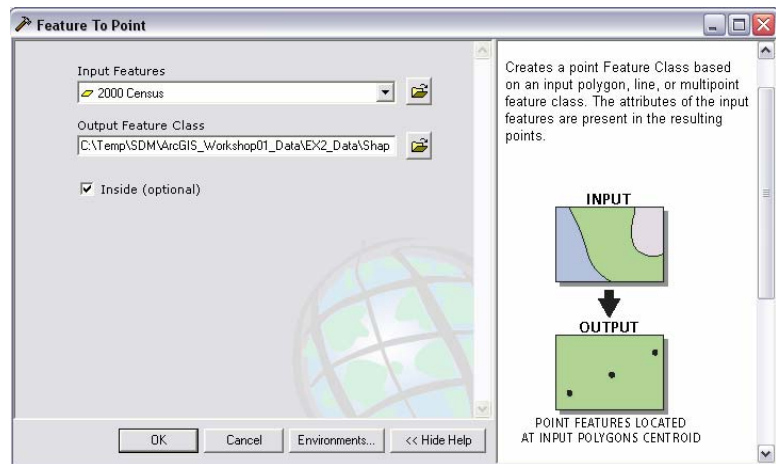 Feature To Point
Input Features
2000 Census
Output Feature Class
C:\Temp\SDM\ArcGIS_Workshop01_Data\EX2_Data\Shap
Inside (optional)
OK Cancel Environments... << Hide Help
Creates a point Feature Class based
on an input polygon, line, or multipoint
feature class. The attributes of the input
features are present in the resulting
points.
INPUT
OUTPUT
POINT FEATURES LOCATED
AT INPUT POLYGONS CENTROID